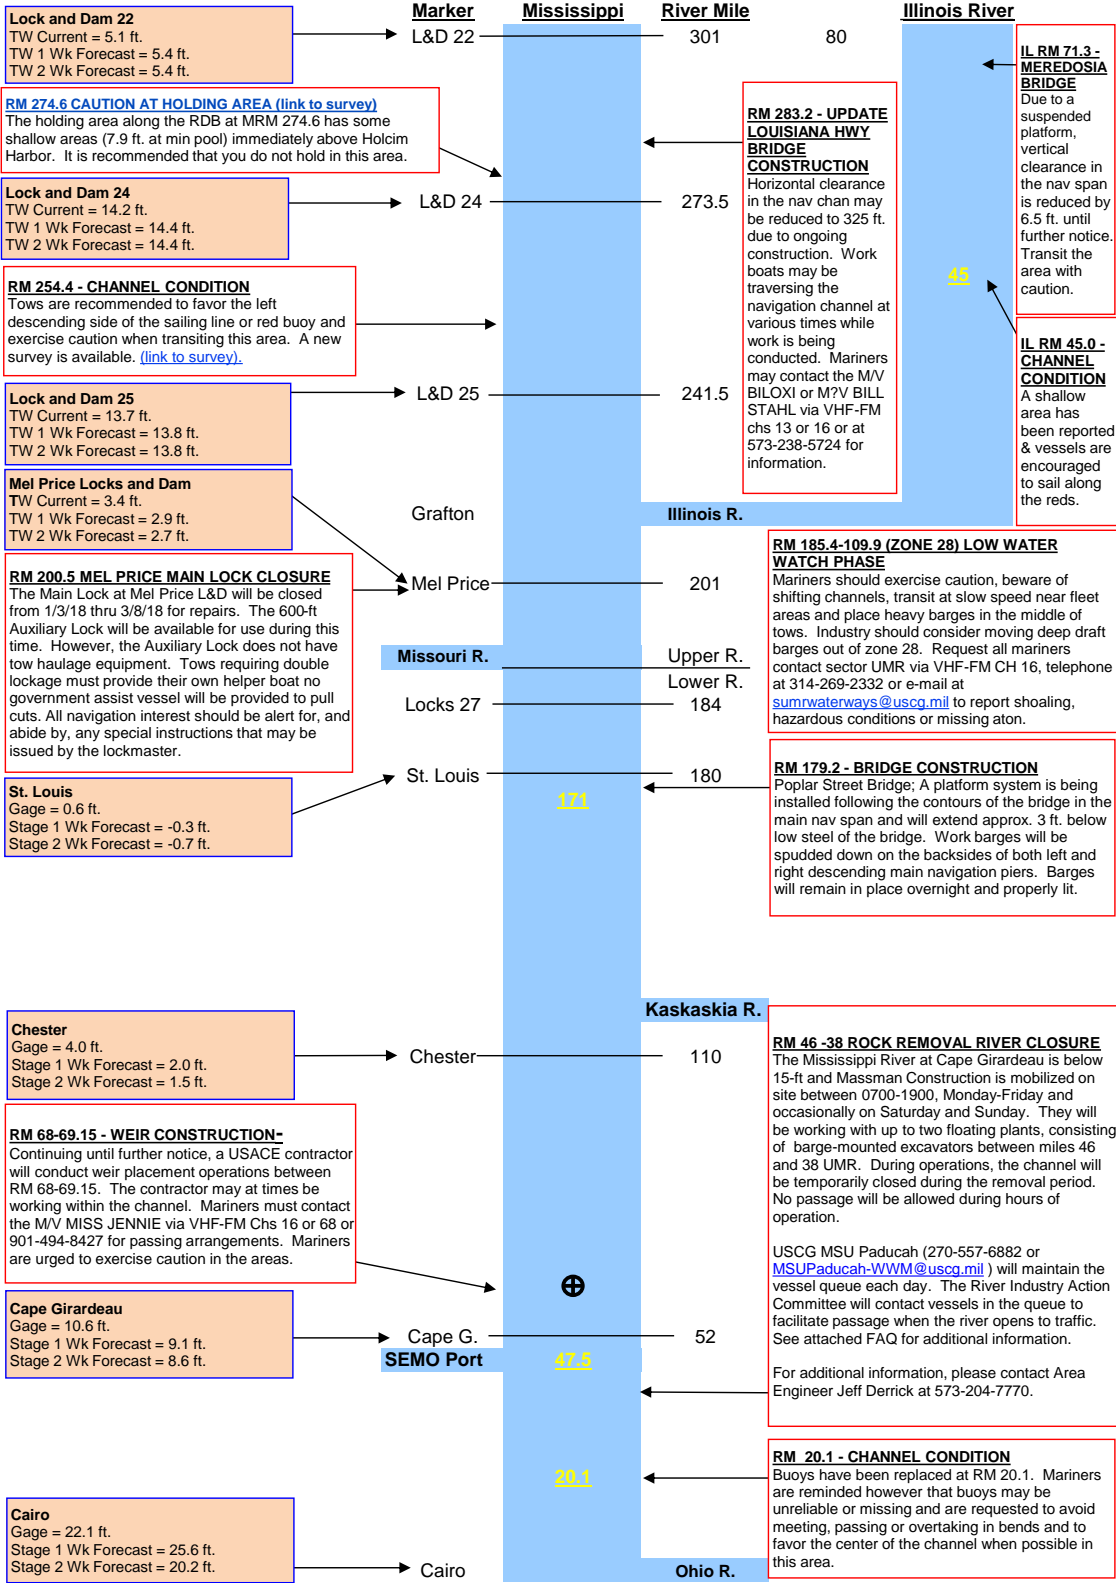 Marker
Mississippi
River Mile
Illinois River
Lock and Dam 22
TW Current = 5.1 ft.
TW 1 Wk Forecast = 5.4 ft.
TW 2 Wk Forecast = 5.4 ft.
L&D 22
301
80
IL RM 71.3 -
MEREDOSIA
BRIDGE
Due to a
suspended
platform,
vertical
clearance in
the nav span
is reduced by
6.5 ft. until
further notice.
Transit the
area with
caution.
RM 274.6 CAUTION AT HOLDING AREA (link to survey)
The holding area along the RDB at MRM 274.6 has some
shallow areas (7.9 ft. at min pool) immediately above Holcim
Harbor. It is recommended that you do not hold in this area.
RM 283.2 - UPDATE
LOUISIANA HWY
BRIDGE
CONSTRUCTION
Horizontal clearance
in the nav chan may
be reduced to 325 ft.
due to ongoing
construction. Work
boats may be
traversing the
navigation channel at
various times while
work is being
conducted. Mariners
may contact the M/V
BILOXI or M?V BILL
STAHL via VHF-FM
chs 13 or 16 or at
573-238-5724 for
information.
Lock and Dam 24
TW Current = 14.2 ft.
TW 1 Wk Forecast = 14.4 ft.
TW 2 Wk Forecast = 14.4 ft.
L&D 24
273.5
45
RM 254.4 - CHANNEL CONDITION
Tows are recommended to favor the left
descending side of the sailing line or red buoy and
exercise caution when transiting this area. A new
survey is available. (link to survey).
IL RM 45.0 -
CHANNEL
CONDITION
A shallow
area has
been reported
& vessels are
encouraged
to sail along
the reds.
Lock and Dam 25
TW Current = 13.7 ft.
TW 1 Wk Forecast = 13.8 ft.
TW 2 Wk Forecast = 13.8 ft.
L&D 25
241.5
Mel Price Locks and Dam
TW Current = 3.4 ft.
TW 1 Wk Forecast = 2.9 ft.
TW 2 Wk Forecast = 2.7 ft.
Grafton
Illinois R.
RM 200.5 MEL PRICE MAIN LOCK CLOSURE
The Main Lock at Mel Price L&D will be closed
from 1/3/18 thru 3/8/18 for repairs. The 600-ft
Auxiliary Lock will be available for use during this
time. However, the Auxiliary Lock does not have
tow haulage equipment. Tows requiring double
lockage must provide their own helper boat no
government assist vessel will be provided to pull
cuts. All navigation interest should be alert for, and
abide by, any special instructions that may be
issued by the lockmaster.
Mel Price
201
RM 185.4-109.9 (ZONE 28) LOW WATER
WATCH PHASE
Mariners should exercise caution, beware of
shifting channels, transit at slow speed near fleet
areas and place heavy barges in the middle of
tows. Industry should consider moving deep draft
barges out of zone 28. Request all mariners
contact sector UMR via VHF-FM CH 16, telephone
at 314-269-2332 or e-mail at
sumrwaterways@uscg.mil to report shoaling,
hazardous conditions or missing aton.
Missouri R.
Upper R.
Lower R.
Locks 27
184
St. Louis
Gage = 0.6 ft.
Stage 1 Wk Forecast = -0.3 ft.
Stage 2 Wk Forecast = -0.7 ft.
St. Louis
180
171
RM 179.2 - BRIDGE CONSTRUCTION
Poplar Street Bridge; A platform system is being
installed following the contours of the bridge in the
main nav span and will extend approx. 3 ft. below
low steel of the bridge. Work barges will be
spudded down on the backsides of both left and
right descending main navigation piers. Barges
will remain in place overnight and properly lit.
Kaskaskia R.
Chester
Gage = 4.0 ft.
Stage 1 Wk Forecast = 2.0 ft.
Stage 2 Wk Forecast = 1.5 ft.
Chester
110
RM 46 -38 ROCK REMOVAL RIVER CLOSURE
The Mississippi River at Cape Girardeau is below
15-ft and Massman Construction is mobilized on
site between 0700-1900, Monday-Friday and
occasionally on Saturday and Sunday. They will
be working with up to two floating plants, consisting
of barge-mounted excavators between miles 46
and 38 UMR. During operations, the channel will
be temporarily closed during the removal period.
No passage will be allowed during hours of
operation.
USCG MSU Paducah (270-557-6882 or
MSUPaducah-WWM@uscg.mil ) will maintain the
vessel queue each day. The River Industry Action
Committee will contact vessels in the queue to
facilitate passage when the river opens to traffic.
See attached FAQ for additional information.
For additional information, please contact Area
Engineer Jeff Derrick at 573-204-7770.
RM 68-69.15 - WEIR CONSTRUCTION-
Continuing until further notice, a USACE contractor
will conduct weir placement operations between
RM 68-69.15. The contractor may at times be
working within the channel. Mariners must contact
the M/V MISS JENNIE via VHF-FM Chs 16 or 68 or
901-494-8427 for passing arrangements. Mariners
are urged to exercise caution in the areas.
Cape Girardeau
Gage = 10.6 ft.
Stage 1 Wk Forecast = 9.1 ft.
Stage 2 Wk Forecast = 8.6 ft.
Cape G.
52
SEMO Port
47.5
RM 20.1 - CHANNEL CONDITION
Buoys have been replaced at RM 20.1. Mariners
are reminded however that buoys may be
unreliable or missing and are requested to avoid
meeting, passing or overtaking in bends and to
favor the center of the channel when possible in
this area.
20.1
Cairo
Gage = 22.1 ft.
Stage 1 Wk Forecast = 25.6 ft.
Stage 2 Wk Forecast = 20.2 ft.
Cairo
Ohio R.